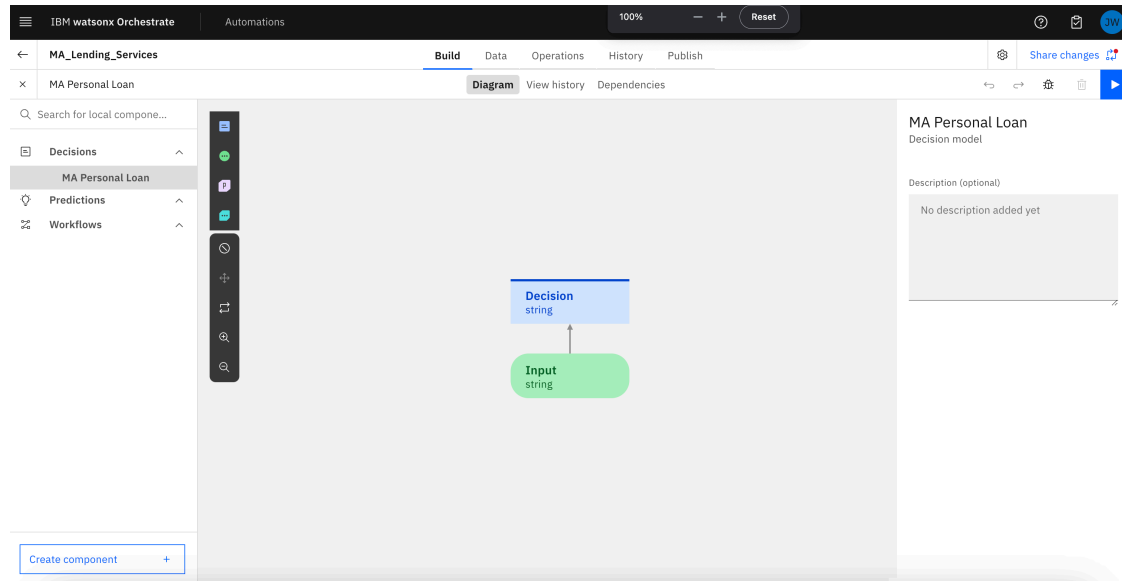 IBM watsonx Orchestrate
Automations
100%
Reset
JW
MA_Lending_Services
Build
Data
Operations
History
Publish
Share changes
MA Personal Loan
Diagram
View history
Dependencies
Search for local compone...
Decisions
MA Personal Loan
Predictions
Workflows
Create component +
P
Decision
string
Input
string
MA Personal Loan
Decision model
Description (optional)
No description added yet